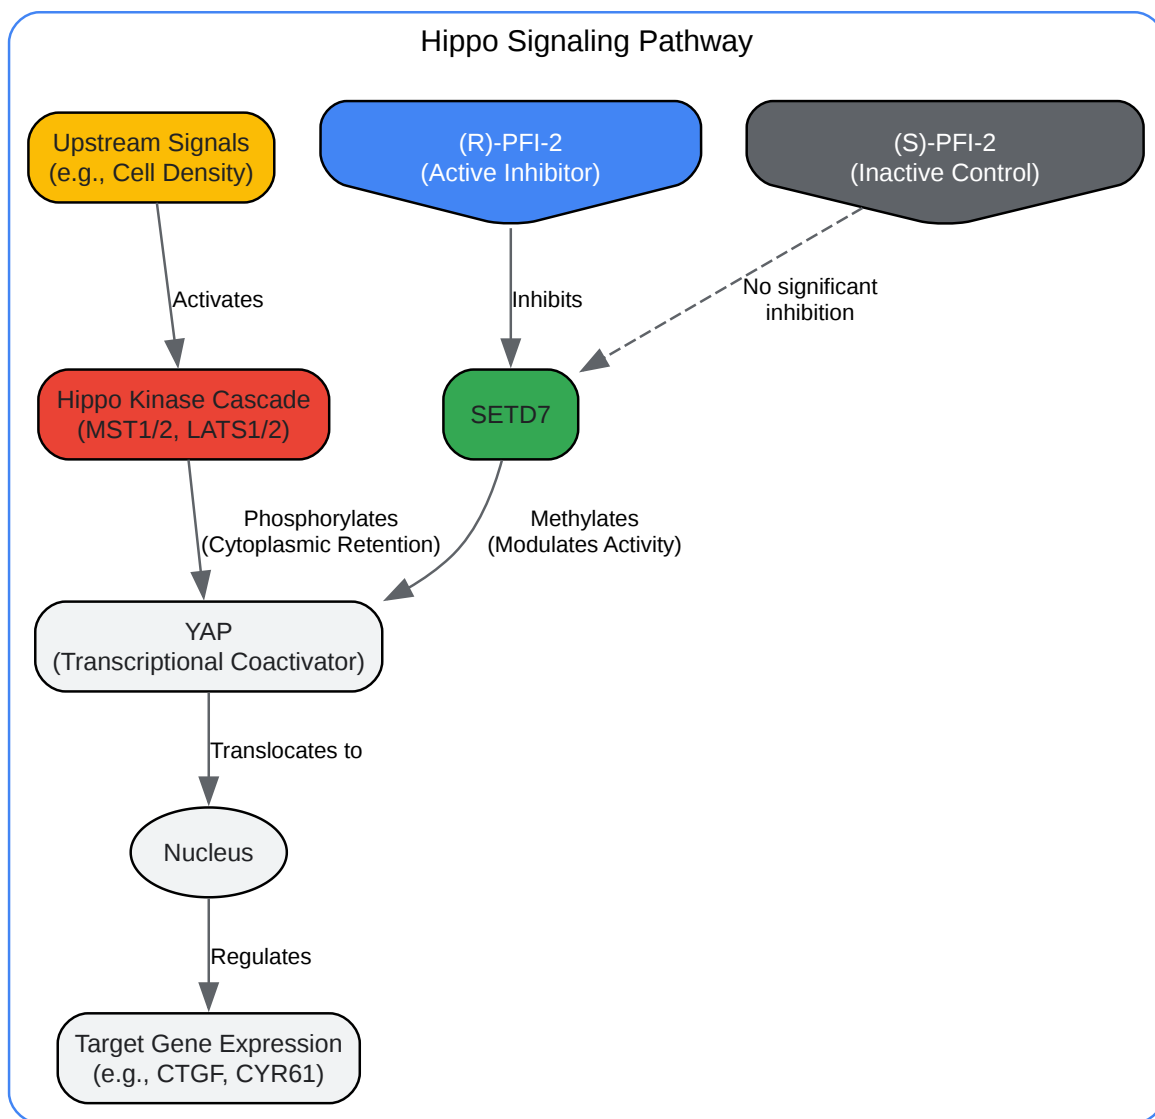 Hippo Signaling Pathway
Upstream Signals
(e.g., Cell Density)
(R)-PFI-2
(Active Inhibitor)
(S)-PFI-2
(Inactive Control)
Activates
Inhibits
No significant
inhibition
Hippo Kinase Cascade
(MST1/2, LATS1/2)
SETD7
Phosphorylates
(Cytoplasmic Retention)
Methylates
(Modulates Activity)
YAP
(Transcriptional Coactivator)
Translocates to
Nucleus
Regulates
Target Gene Expression
(e.g., CTGF, CYR61)